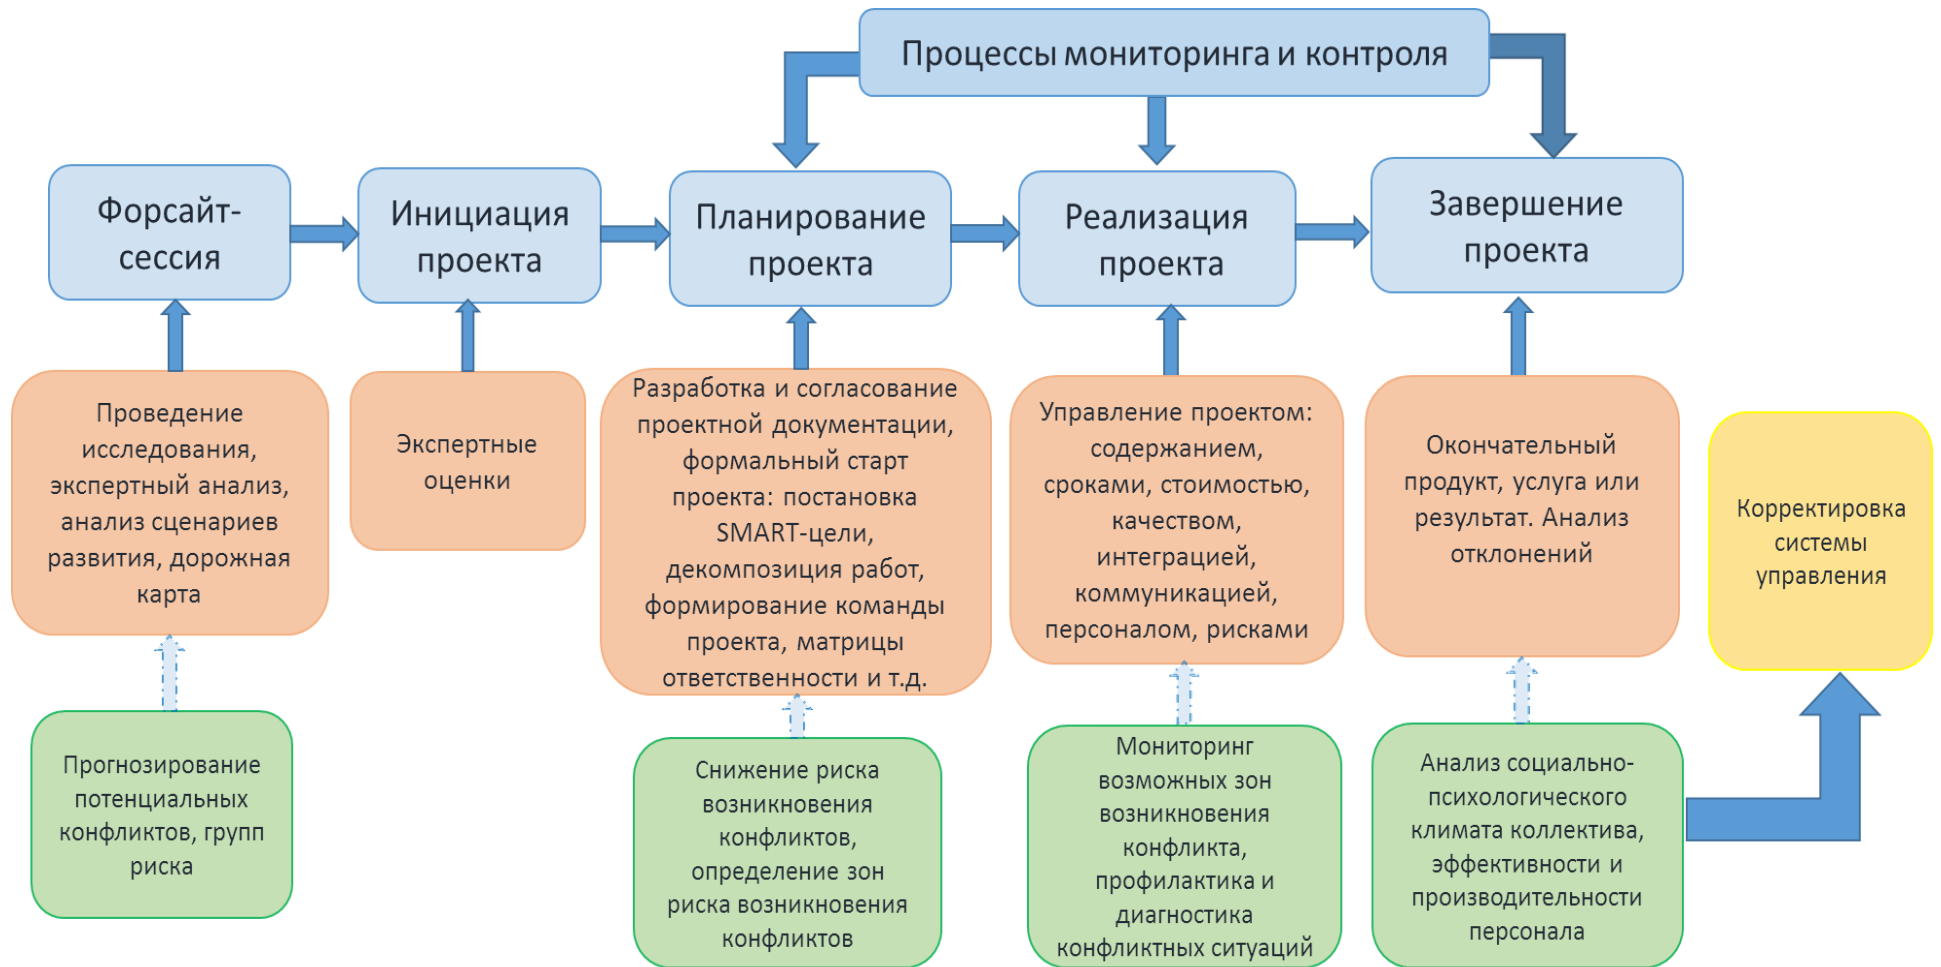 Процессы мониторинга и контроля
Форсайт-
сессия
Инициация
проекта
Планирование
проекта
Реализация
проекта
Завершение
проекта
Проведение
исследования,
экспертный анализ,
анализ сценариев
развития, дорожная
карта
Экспертные
оценки
Разработка и согласование
проектной документации,
формальный старт
проекта: постановка
SMART-цели,
декомпозиция работ,
формирование команды
проекта, матрицы
ответственности и т.д.
Управление проектом:
содержанием,
сроками, стоимостью,
качеством,
интеграцией,
коммуникацией,
персоналом, рисками
Окончательный
продукт, услуга или
результат. Анализ
отклонений
Корректировка
системы
управления
Прогнозирование
потенциальных
конфликтов, групп
риска
Снижение риска
возникновения
конфликтов,
определение зон
риска возникновения
конфликтов
Мониторинг
возможных зон
возникновения
конфликта,
профилактика и
диагностика
конфликтных ситуаций
Анализ социально-
психологического
климата коллектива,
эффективности и
производительности
персонала